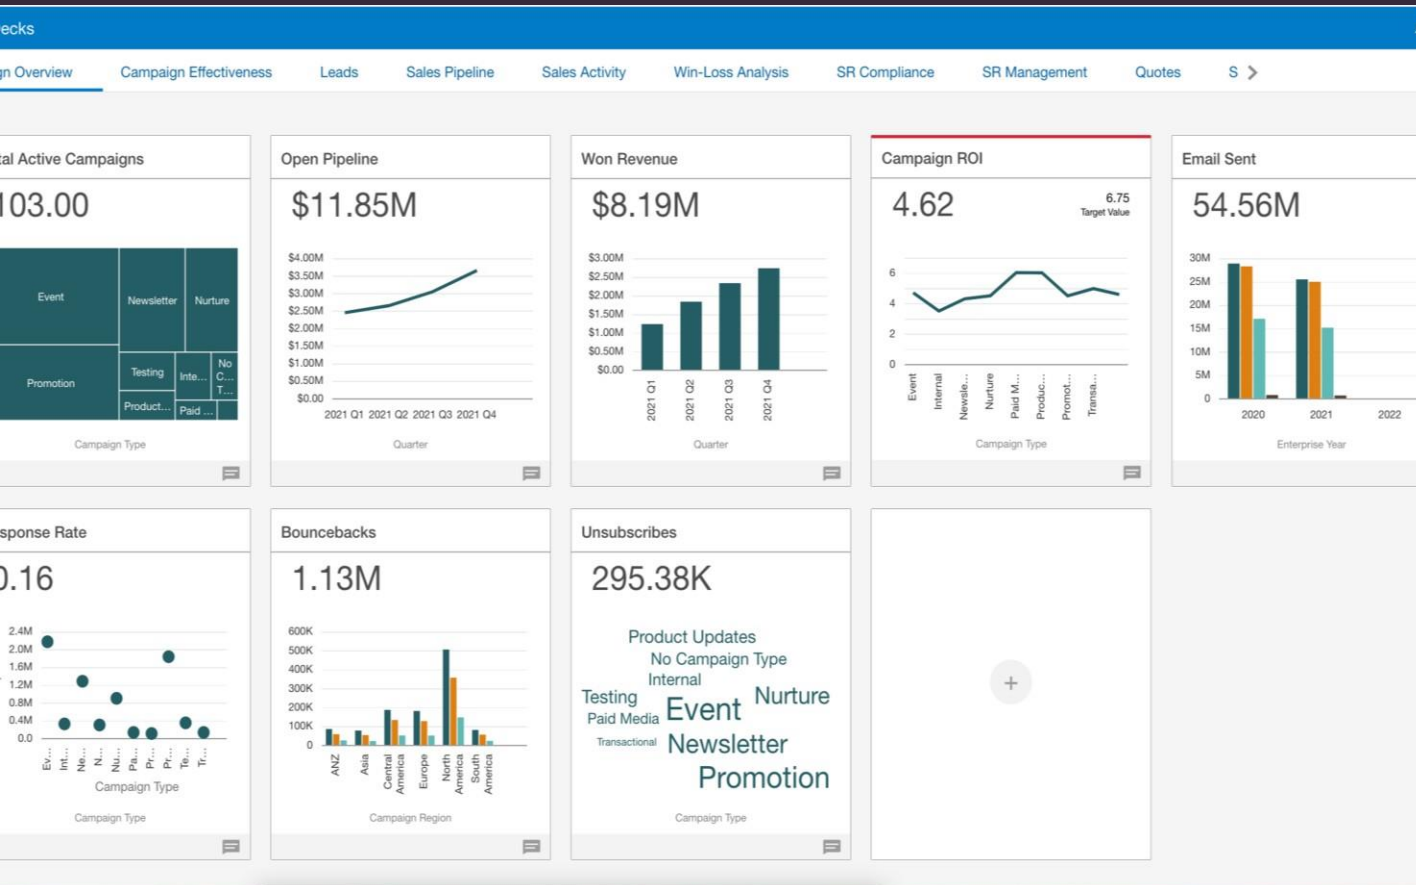 ecks
gn Overview
Campaign Effectiveness
Leads
Sales Pipeline
Sales Activity
Win-Loss Analysis
SR Compliance
SR Management
Quotes
S
tal Active Campaigns
103.00
Event
Newsletter
Nurture
Promotion
Testing
Inte...
No
C...
T...
Product...
Paid ...
Campaign Type
Open Pipeline
$11.85M
$4.00M
$3.50M
$3.00M
$2.50M
$2.00M
$1.50M
$1.00M
$0.50M
$0.00
2021 Q1 2021 Q2 2021 Q3 2021 Q4
Quarter
Won Revenue
$8.19M
$3.00M
$2.50M
$2.00M
$1.50M
$1.00M
$0.50M
$0.00
2021 Q1
2021 Q2
2021 Q3
2021 Q4
Quarter
Campaign ROI
4.62
6.75
Target Value
6
4
2
0
Event
Internal
Newsle...
Nurture
Paid M...
Produc...
Promot...
Transa...
Campaign Type
Email Sent
54.56M
30M
25M
20M
15M
10M
5M
0
2020
2021
2022
Enterprise Year
sponse Rate
0.16
2.4M
2.0M
1.6M
1.2M
0.8M
0.4M
0.0
Ev...
Int...
Ne...
N...
Nu...
Pa...
Pr...
Pr...
Te...
Tr...
Campaign Type
Campaign Type
Bouncebacks
1.13M
600K
500K
400K
300K
200K
100K
0
ANZ
Asia
Central
America
Europe
North
America
South
America
Campaign Region
Unsubscribes
295.38K
Product Updates
No Campaign Type
Internal
Testing
Nurture
Paid Media
Event
Transactional
Newsletter
Promotion
Campaign Type
+